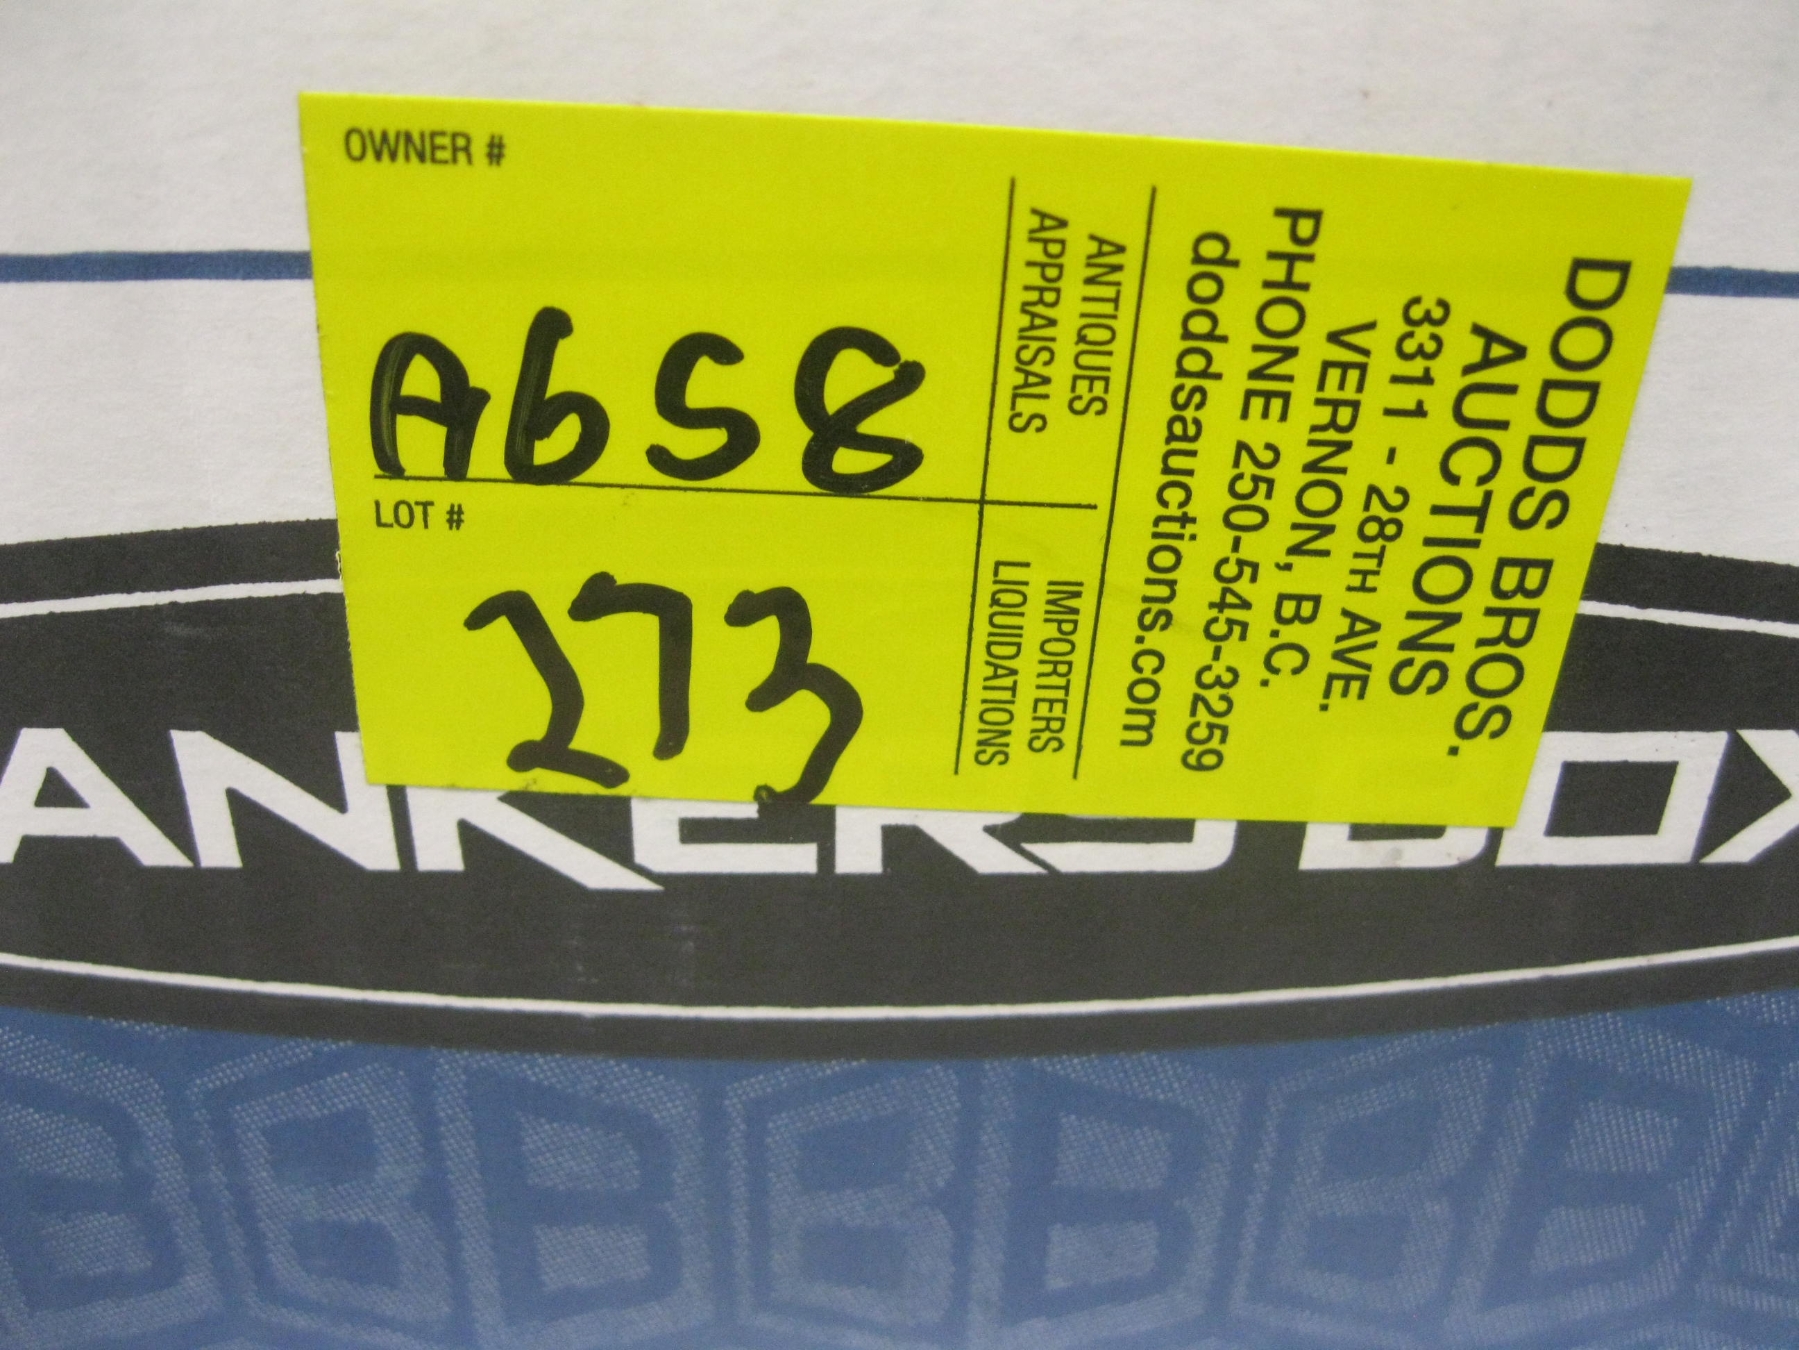 OWNER #
A658
LOT #
273
ANTIQUES
APPRAISALS
IMPORTERS
LIQUIDATIONS
DODDS BROS.
AUCTIONS
3311 - 28TH AVE.
VERNON, B.C.
PHONE 250-545-3259
doddsauctions.com
ANKERS BOX
B B B B B B B